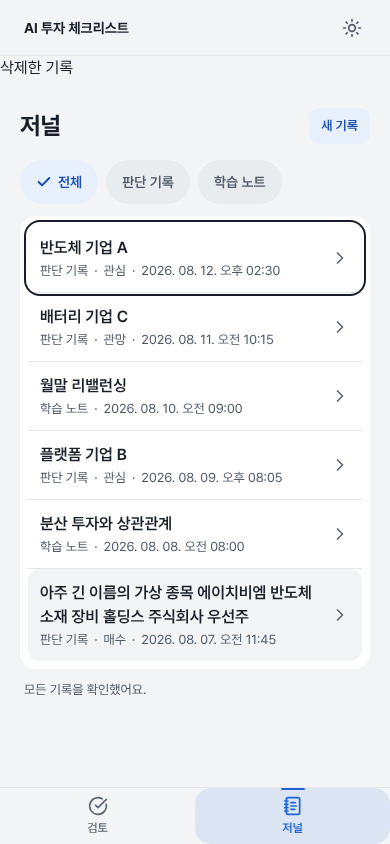 AI 투자 체크리스트
삭제한 기록
저널
새 기록
전체
판단 기록
학습 노트
반도체 기업 A
판단 기록 · 관심 · 2026. 08. 12. 오후 02:30
배터리 기업 C
판단 기록 · 관망 · 2026. 08. 11. 오전 10:15
월말 리밸런싱
학습 노트 · 2026. 08. 10. 오전 09:00
플랫폼 기업 B
판단 기록 · 관심 · 2026. 08. 09. 오후 08:05
분산 투자와 상관관계
학습 노트 · 2026. 08. 08. 오전 08:00
아주 긴 이름의 가상 종목 에이치비엠 반도체
소재 장비 홀딩스 주식회사 우선주
판단 기록 · 매수 · 2026. 08. 07. 오전 11:45
모든 기록을 확인했어요.
검토
저널